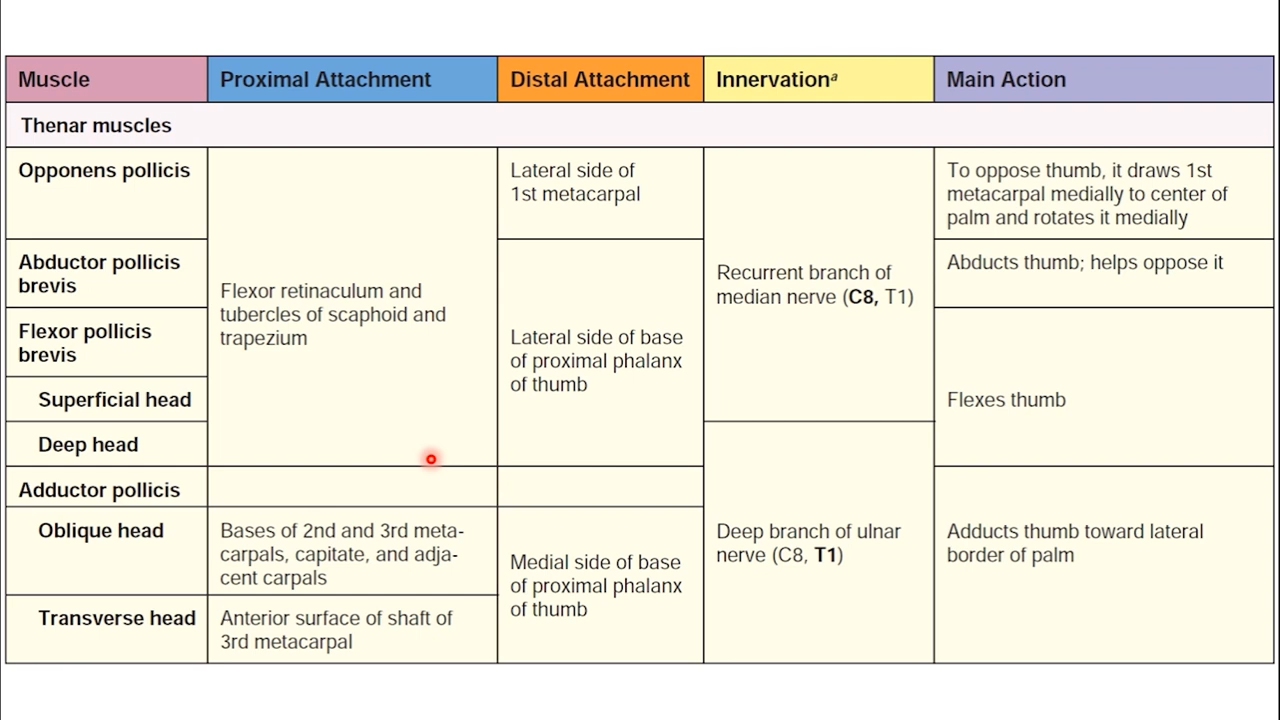 Muscle
Proximal Attachment
Distal Attachment
Innervationᵃ
Main Action
Thenar muscles
Opponens pollicis
Flexor retinaculum and
tubercles of scaphoid and
trapezium
Lateral side of
1st metacarpal
Recurrent branch of
median nerve (C8, T1)
To oppose thumb, it draws 1st
metacarpal medially to center of
palm and rotates it medially
Abductor pollicis
brevis
Lateral side of base
of proximal phalanx
of thumb
Abducts thumb; helps oppose it
Flexor pollicis
brevis
Flexes thumb
Superficial head
Deep head
Deep branch of ulnar
nerve (C8, T1)
Adductor pollicis
Adducts thumb toward lateral
border of palm
Oblique head
Bases of 2nd and 3rd meta-
carpals, capitate, and adja-
cent carpals
Medial side of base
of proximal phalanx
of thumb
Transverse head
Anterior surface of shaft of
3rd metacarpal